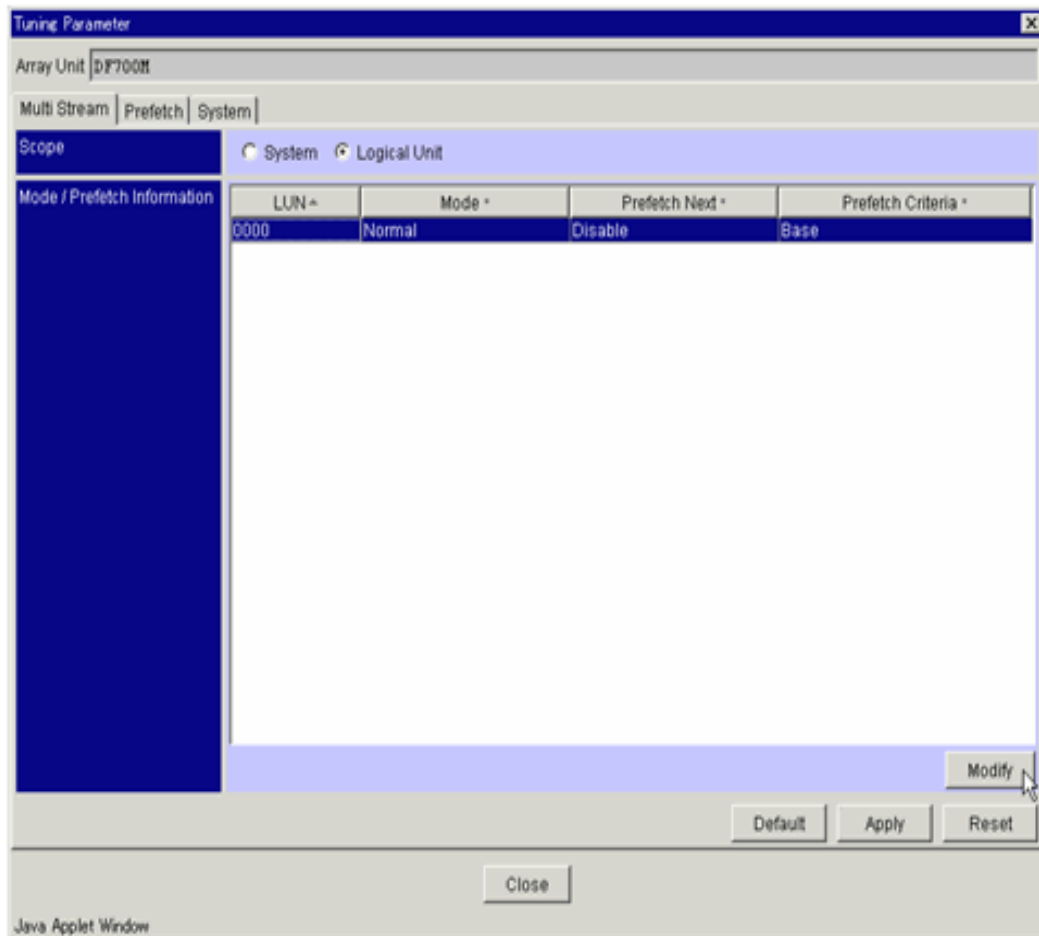 Tuning Parameter
Array Unit DF700M
Multi Stream Prefetch System
Scope System Logical Unit
Mode / Prefetch Information
LUN Mode Prefetch Next Prefetch Criteria
0000 Normal Disable Base
Modify
Default Apply Reset
Close
Java Applet Window